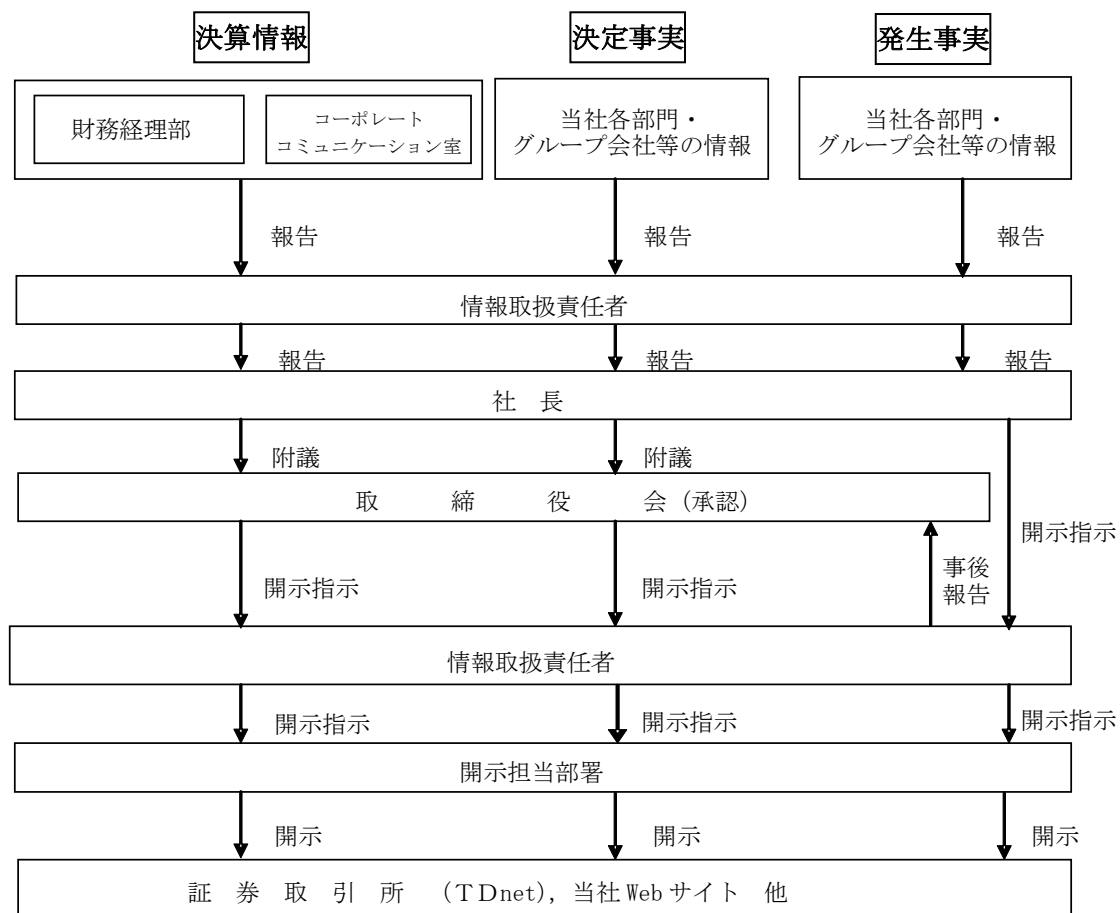 決算情報
決定事実
発生事実
財務経理部
コーポレート
コミュニケーション室
当社各部門・
グループ会社等の情報
当社各部門・
グループ会社等の情報
報告
報告
報告
情報取扱責任者
報告
報告
報告
社 長
附議
附議
取 締 役 会 (承認)
開示指示
開示指示
事後
報告
開示指示
情報取扱責任者
開示指示
開示指示
開示指示
開示担当部署
開示
開示
開示
証 券 取 引 所 (TDnet), 当社Webサイト 他